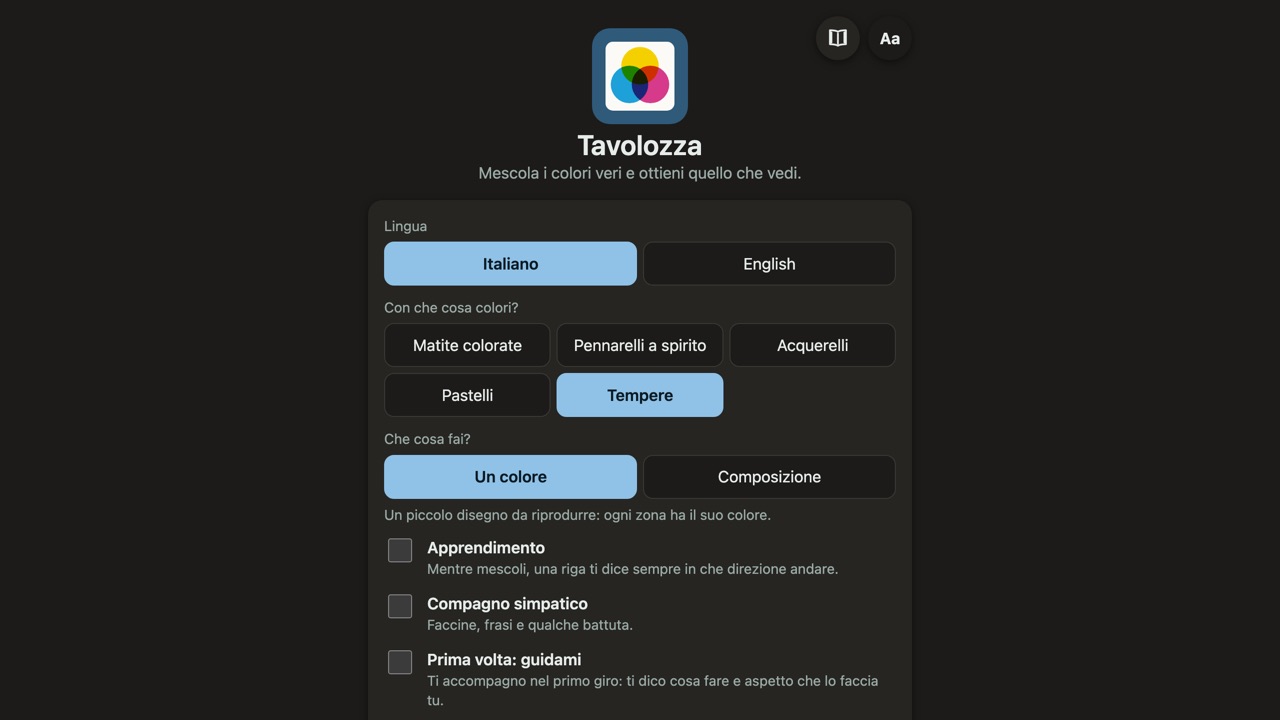 Aa
Tavolozza
Mescola i colori veri e ottieni quello che vedi.
Lingua
Italiano English
Con che cosa colori?
Matite colorate Pennarelli a spirito Acquerelli
Pastelli Tempere
Che cosa fai?
Un colore Composizione
Un piccolo disegno da riprodurre: ogni zona ha il suo colore.
Apprendimento
Mentre mescoli, una riga ti dice sempre in che direzione andare.
Compagno simpatico
Faccine, frasi e qualche battuta.
Prima volta: guidami
Ti accompagno nel primo giro: ti dico cosa fare e aspetto che lo faccia
tu.